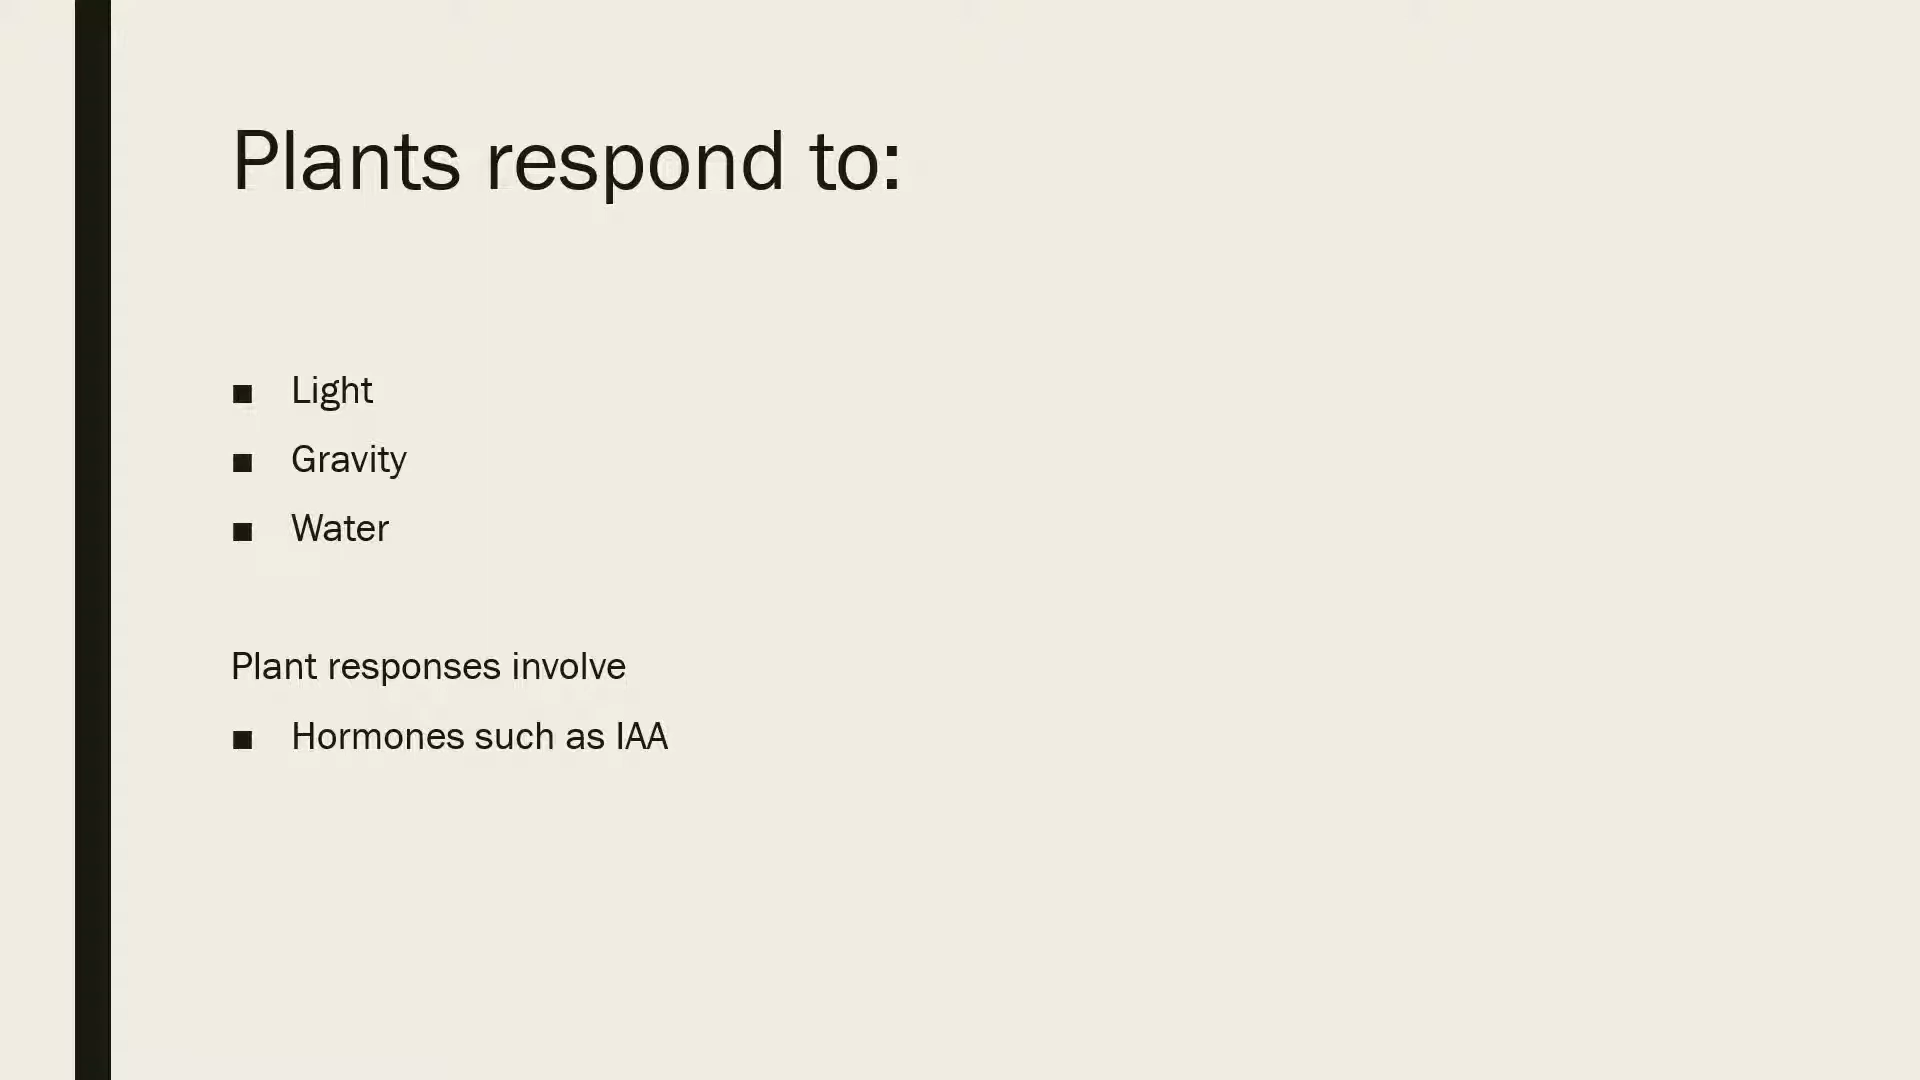 Plants respond to:
■ Light
■ Gravity
■ Water
Plant responses involve
■ Hormones such as IAA